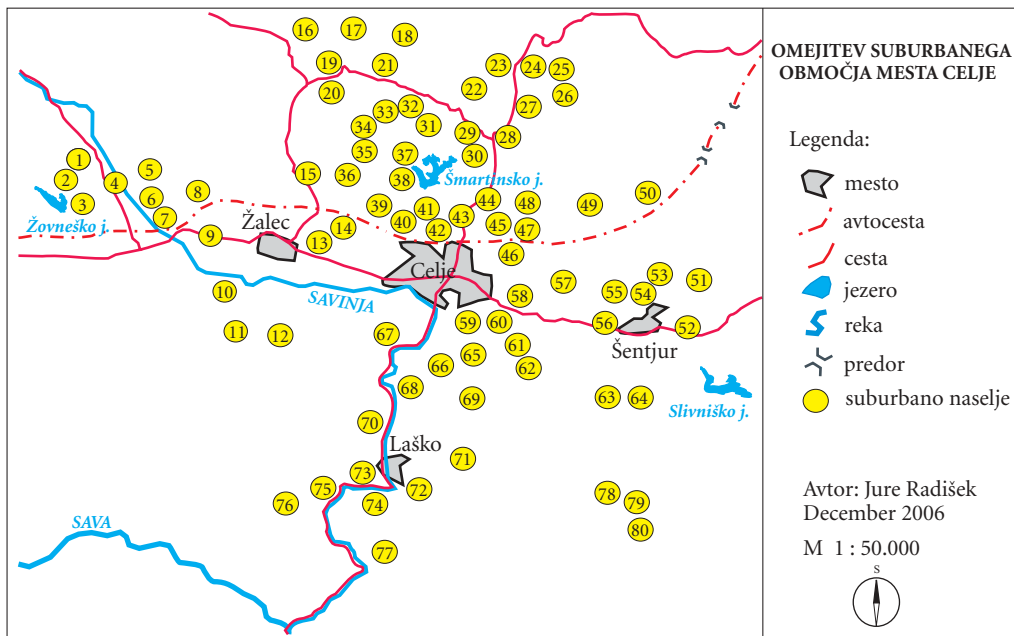 16 17 18
19 21 23 24 25
20 22 26
33 32 27
34 31 29 28
1 5 35 37 30
2 4 15 36 38 Šmartinsko j.
3 6 8 39 41 44 48 49 50
Žovneško j. 7 Žalec 14 40 43 45
9 13 42 47
46
Celje 57 53 51
10 SAVINJA 58 55 54
11 12 67 59 60 56 52
65 61 Šentjur
66 62
68 69 63 64 Slivniško j.
70
Laško 71
73
75 72 78
76 74 79
SAVA 80
77
OMEJITEV SUBURBANEGA
OBMOČJA MESTA CELJE
Legenda:
mesto
avtocesta
cesta
jezero
reka
predor
suburbano naselje
Avtor: Jure Radišek
December 2006
M 1 : 50.000
S